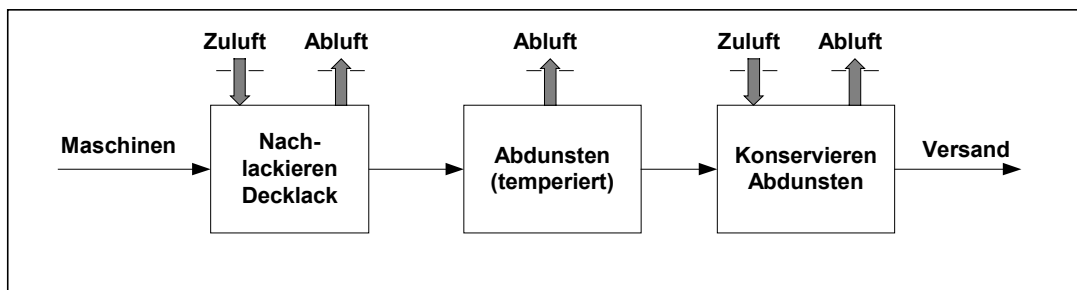 Zuluft Abluft Abluft Zuluft Abluft
Maschinen
Nach-
lackieren
Decklack
Abdunsten
(temperiert)
Konservieren
Abdunsten
Versand